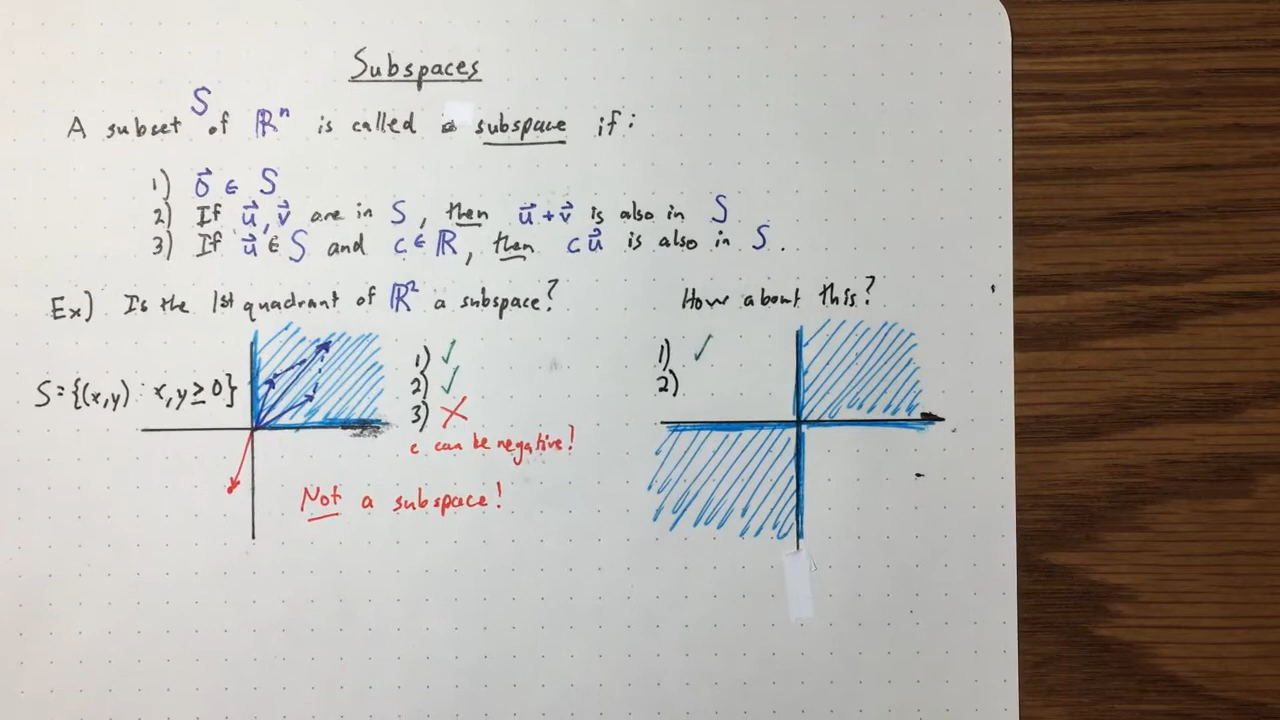 Subspaces
A subset S of ℝⁿ is called a subspace if:
1) 0⃗ ∈ S
2) If u⃗, v⃗ are in S, then u⃗+v⃗ is also in S
3) If u⃗ ∈ S and c ∈ ℝ, then cu⃗ is also in S.
Ex) Is the 1st quadrant of ℝ² a subspace?
S={(x,y) : x,y ≥ 0}
1) ✓
2) ✓
3) ✗
c can be negative!
Not a subspace!
How about this?
1) ✓
2)